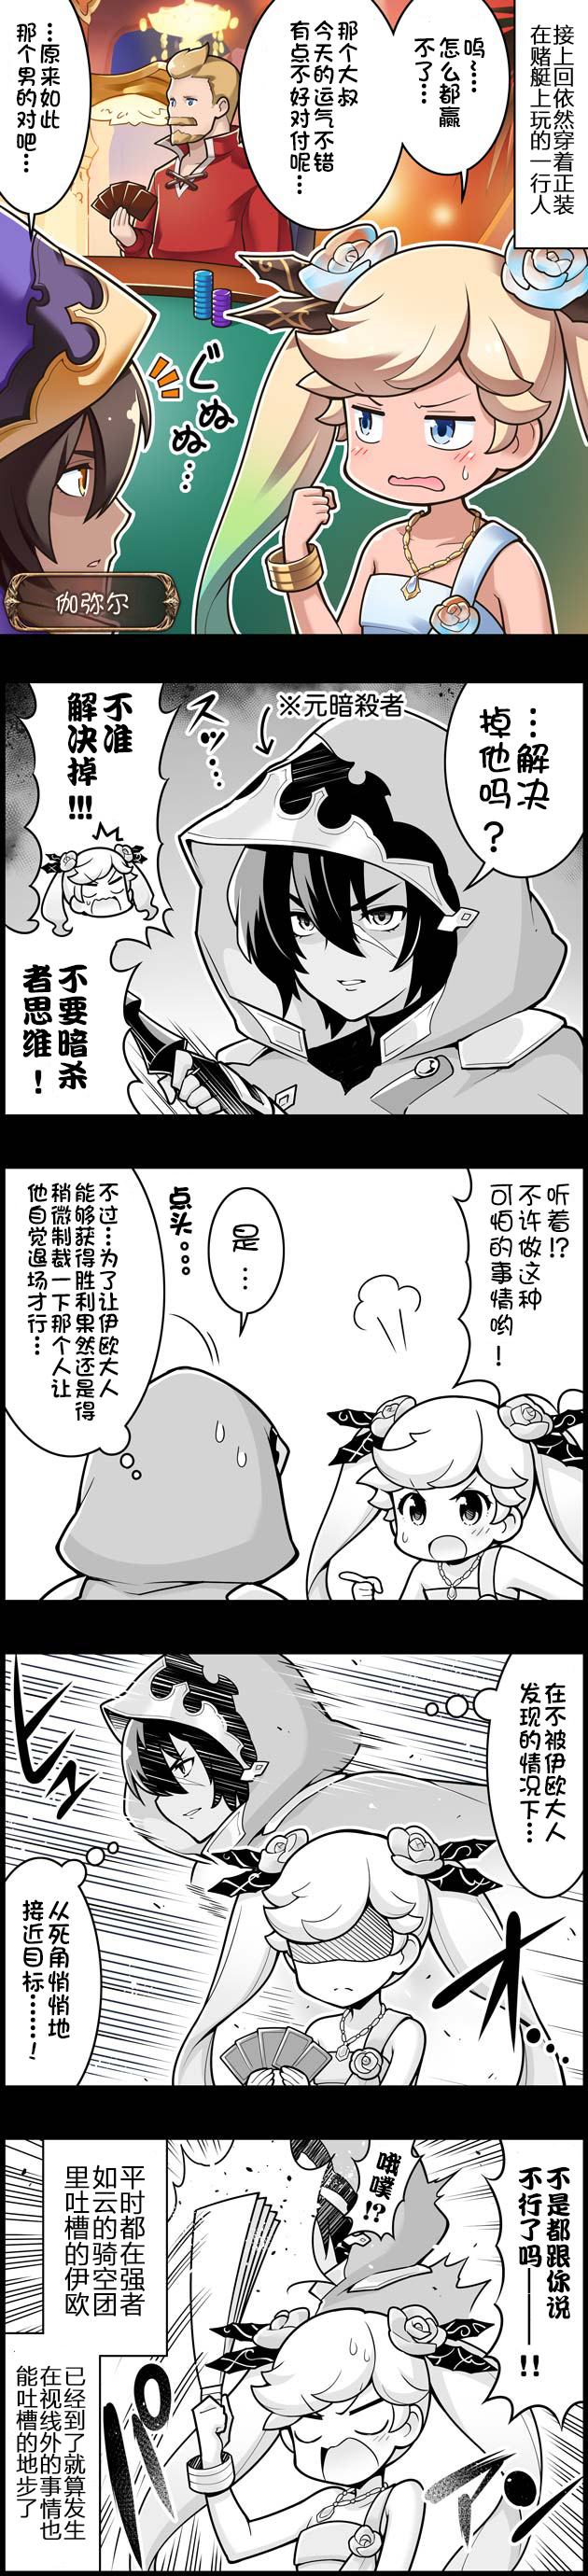 接上回依然穿着正装
在赌艇上玩的一行人
呜～…
怎么都赢
不了…
那个大叔
今天的运气不错
有点不好对付呢…
…原来如此
那个男的对吧…
ぐぬぬ…
伽弥尔
…解决
掉他吗？
※元暗殺者
スッ…
不准
解决掉!!!
不要暗杀
者思维！
听着!?
不许做这种
可怕的事情哟！
是…
点头。。。
不过…为了让伊欧大人
能够获得胜利果然还是得
稍微制裁一下那个人让
他自觉退场才行…
在不被伊欧大人
发现的情况下…
从死角悄悄地
接近目标……！
不是都跟你说
不行了吗——!!
哦噗!?
平时都在强者
如云的骑空团
里吐槽的伊欧
已经到了就算发生
在视线外的事情也
能吐槽的地步了